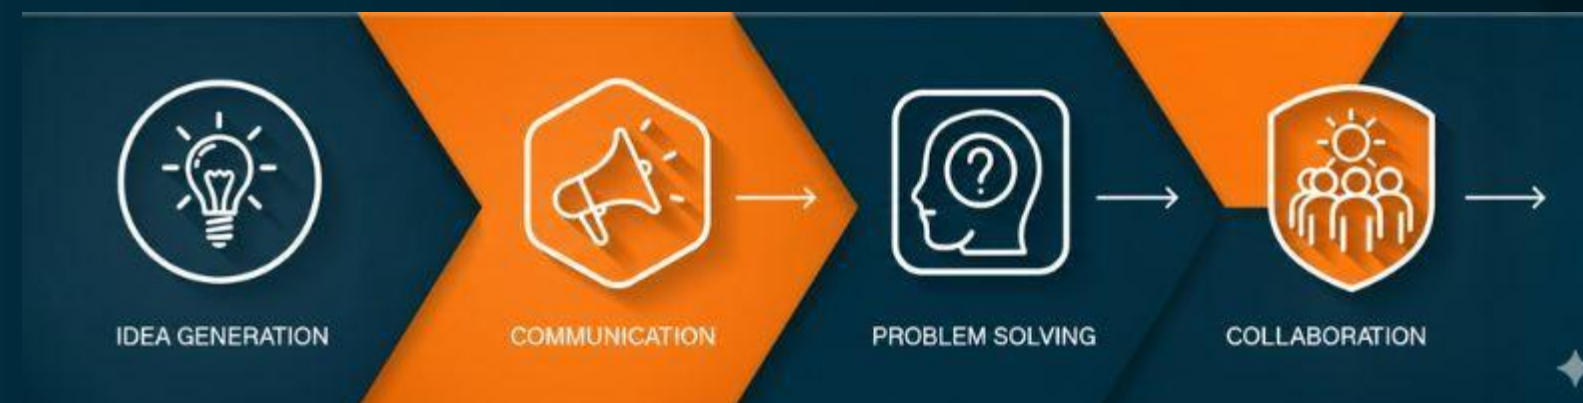 IDEA GENERATION
COMMUNICATION
?
PROBLEM SOLVING
COLLABORATION